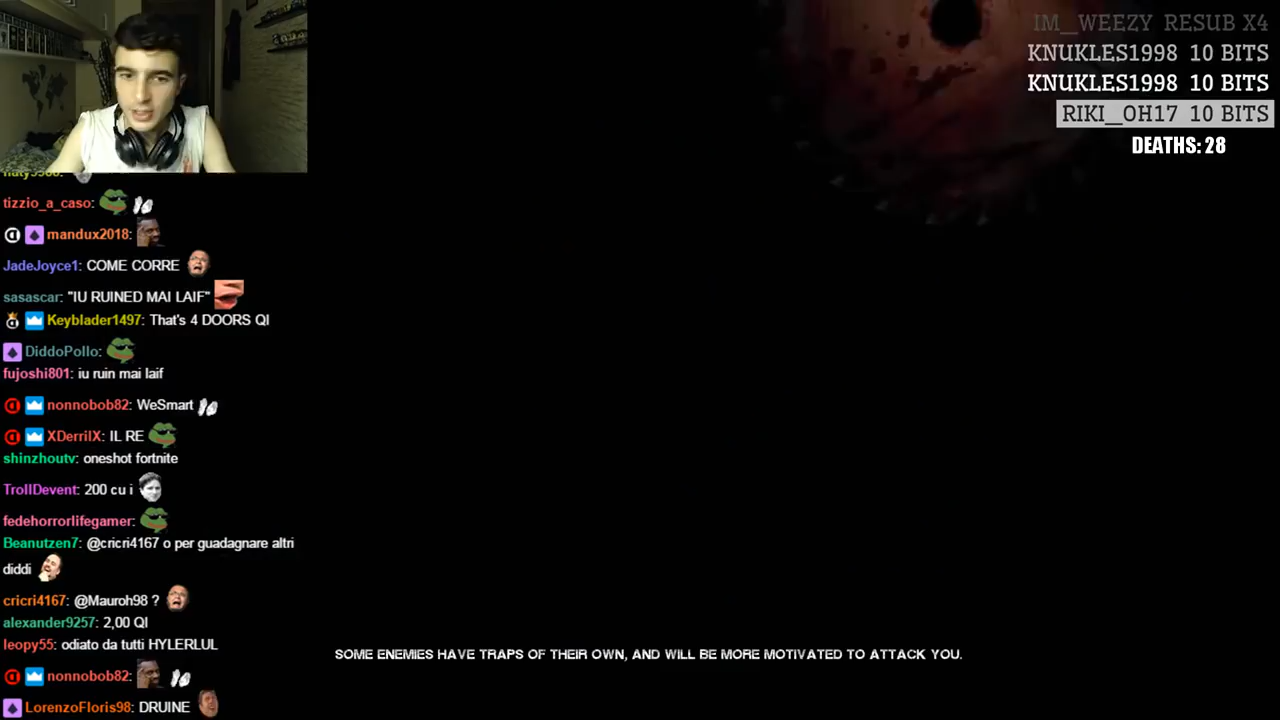 IM_WEEZY RESUB X4
KNUKLES1998 10 BITS
KNUKLES1998 10 BITS
RIKI_OH17 10 BITS
DEATHS: 28
tizzio_a_caso:
mandux2018:
JadeJoyce1: COME CORRE
sasascar: "IU RUINED MAI LAIF"
Keyblader1497: That's 4 DOORS QI
DiddoPollo:
fujoshi801: iu ruin mai laif
nonnobob82: WeSmart
XDerrilX: IL RE
shinzhoutv: oneshot fortnite
TrollDevent: 200 cu i
fedehorrorlifegamer:
Beanutzen7: @cricri4167 o per guadagnare altri
diddi
cricri4167: @Mauroh98 ?
alexander9257: 2,00 QI
leopy55: odiato da tutti HYLERLUL
nonnobob82:
LorenzoFloris98: DRUINE
SOME ENEMIES HAVE TRAPS OF THEIR OWN, AND WILL BE MORE MOTIVATED TO ATTACK YOU.